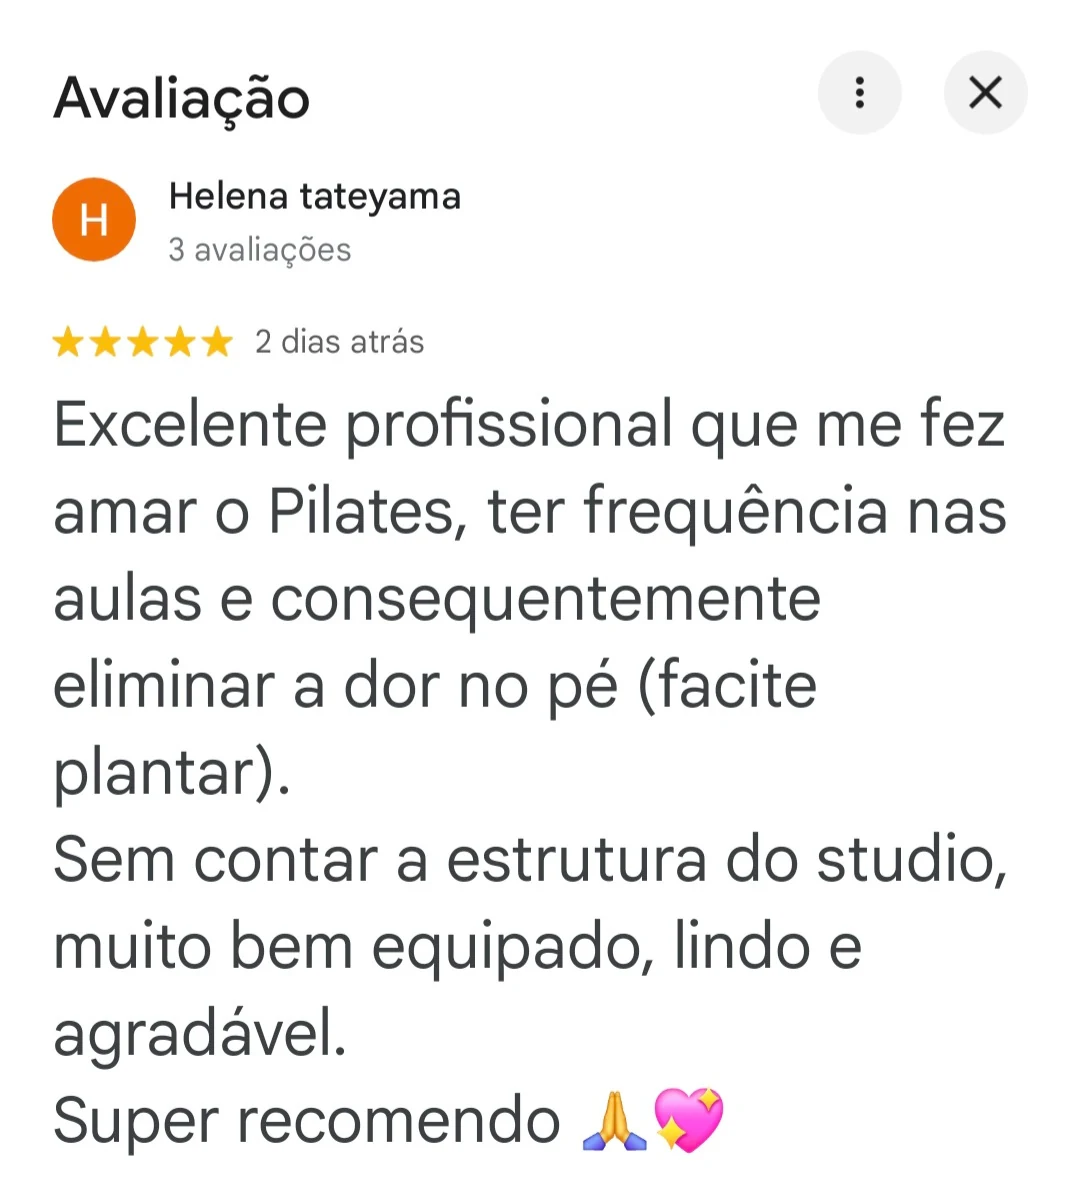 Avaliação
H
Helena tateyama
3 avaliações
2 dias atrás
Excelente profissional que me fez
amar o Pilates, ter frequência nas
aulas e consequentemente
eliminar a dor no pé (facite
plantar).
Sem contar a estrutura do studio,
muito bem equipado, lindo e
agradável.
Super recomendo 🙏💖